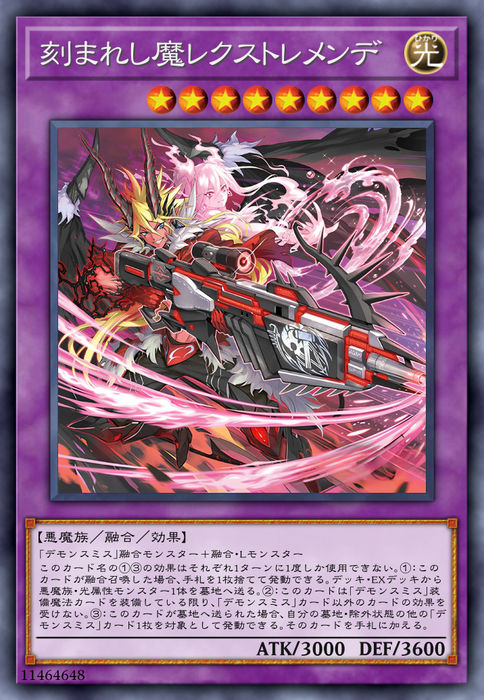 刻まれし魔レクストレメンデ
ひかり
光
【悪魔族／融合／効果】
「デモンスミス」融合モンスター＋融合・Lモンスター
このカード名の①③の効果はそれぞれ1ターンに1度しか使用できない。①：こ
のカードが融合召喚した場合、手札を1枚捨てて発動できる。デッキ・EXデッキから
悪魔族・光属性モンスター1体を墓地へ送る。②：このカードは「デモンスミス」装
備魔法カードを装備している限り、「デモンスミス」カード以外のカードの効果を
受けない。③：このカードが墓地へ送られた場合、自分の墓地・除外状態の他の「デ
モンスミス」カード1枚を対象として発動できる。そのカードを手札に加える。
ATK/3000 DEF/3600
11464648